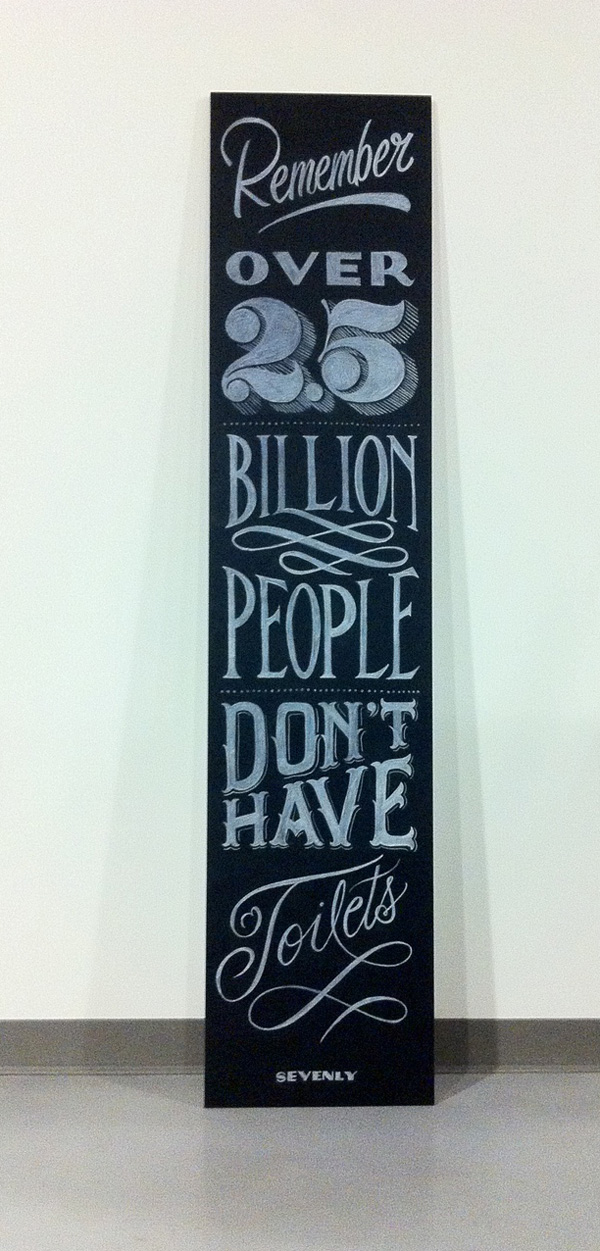 Remember
OVER
2.5
BILLION
PEOPLE
DON'T
HAVE
Toilets
SEVENLY